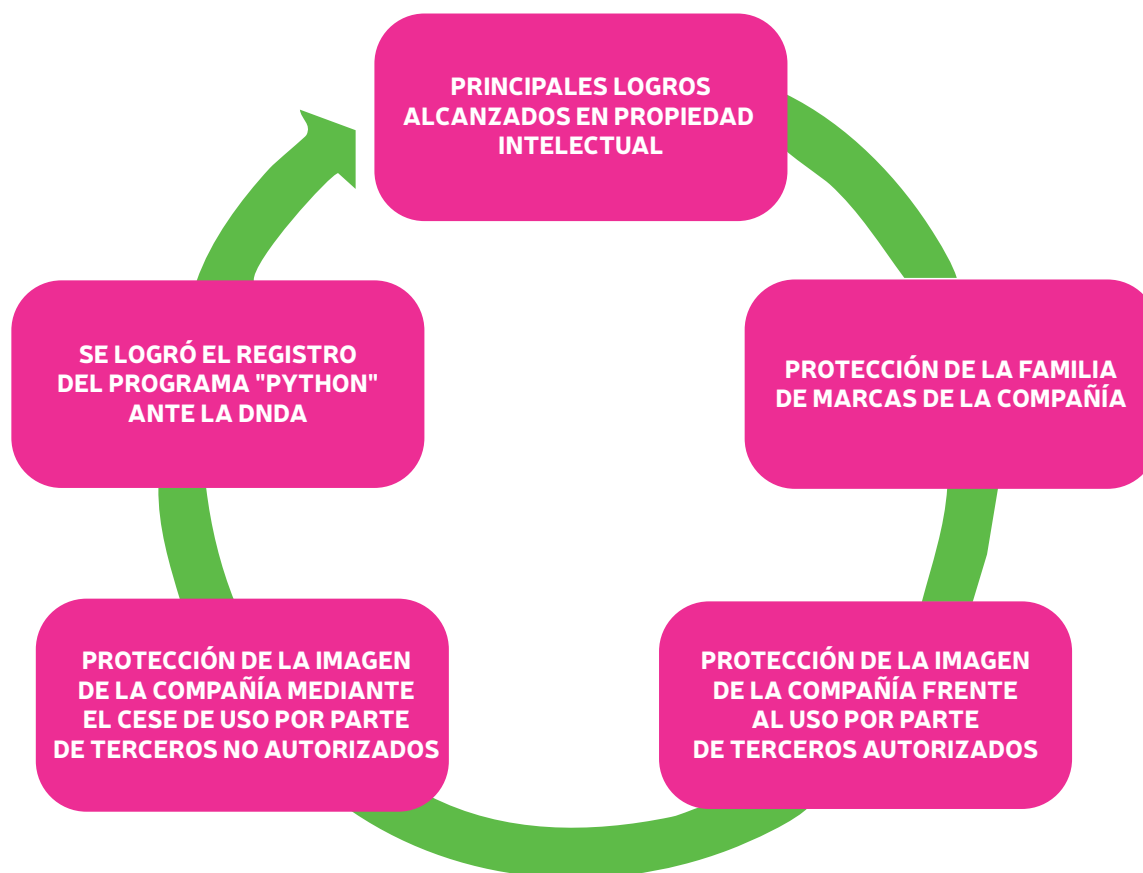 PRINCIPALES LOGROS
ALCANZADOS EN PROPIEDAD
INTELECTUAL
PROTECCIÓN DE LA FAMILIA
DE MARCAS DE LA COMPAÑÍA
PROTECCIÓN DE LA IMAGEN
DE LA COMPAÑÍA FRENTE
AL USO POR PARTE
DE TERCEROS AUTORIZADOS
PROTECCIÓN DE LA IMAGEN
DE LA COMPAÑÍA MEDIANTE
EL CESE DE USO POR PARTE
DE TERCEROS NO AUTORIZADOS
SE LOGRÓ EL REGISTRO
DEL PROGRAMA "PYTHON"
ANTE LA DNDA